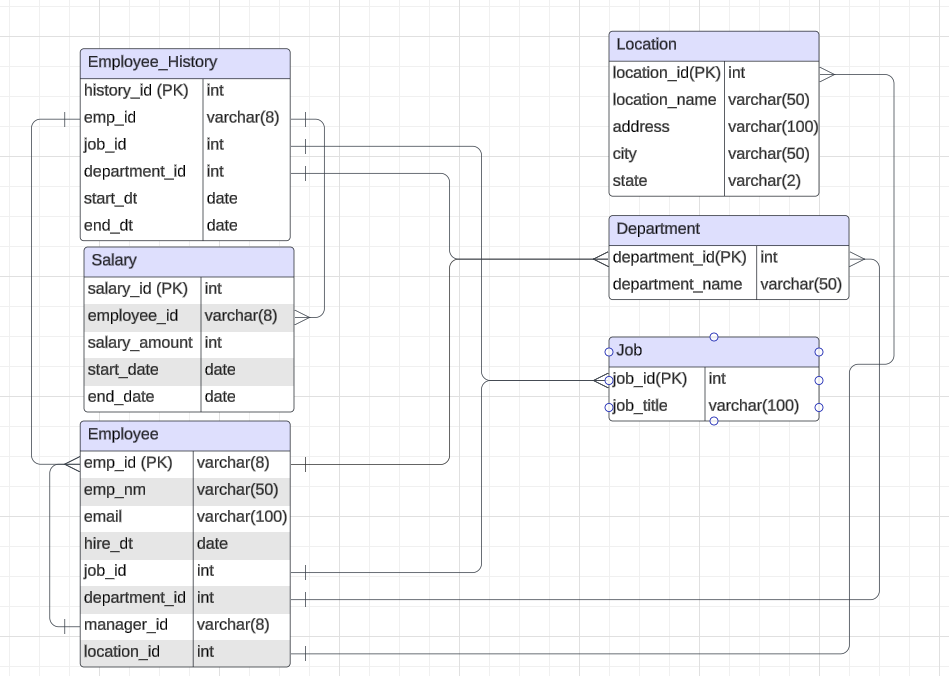 Employee_History
history_id (PK) int
emp_id varchar(8)
job_id int
department_id int
start_dt date
end_dt date
Salary
salary_id (PK) int
employee_id varchar(8)
salary_amount int
start_date date
end_date date
Employee
emp_id (PK) varchar(8)
emp_nm varchar(50)
email varchar(100)
hire_dt date
job_id int
department_id int
manager_id varchar(8)
location_id int
Location
location_id(PK) int
location_name varchar(50)
address varchar(100)
city varchar(50)
state varchar(2)
Department
department_id(PK) int
department_name varchar(50)
Job
job_id(PK) int
job_title varchar(100)